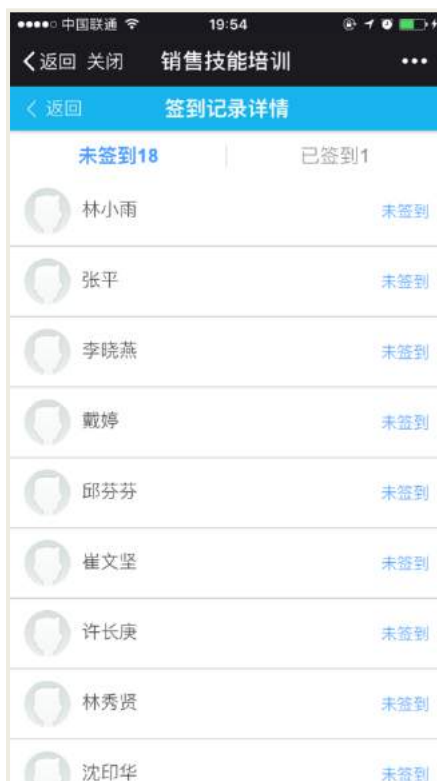 中国联通 19:54
返回 关闭 销售技能培训
返回 签到记录详情
未签到18 已签到1
林小雨 未签到
张平 未签到
李晓燕 未签到
戴婷 未签到
邱芬芬 未签到
崔文坚 未签到
许长庚 未签到
林秀贤 未签到
沈印华 未签到